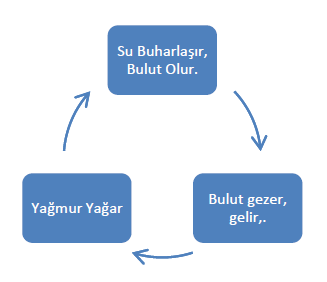 Su Buharlaşır,
Bulut Olur.
Bulut gezer,
gelir,.
Yağmur Yağar